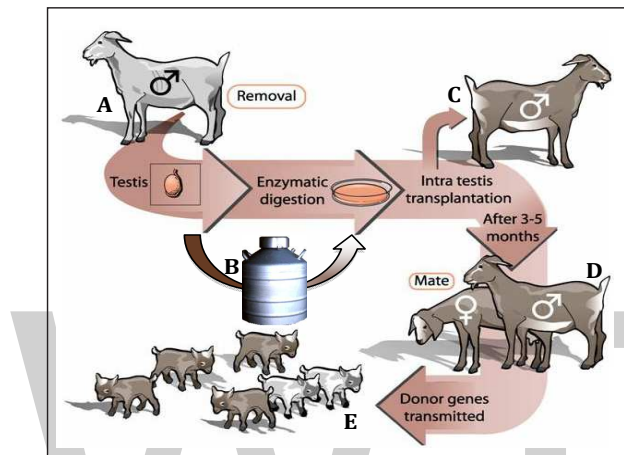 A
Removal
C
Testis
Enzymatic
digestion
Intra testis
transplantation
After 3-5
months
B
Mate
D
E
Donor genes
transmitted